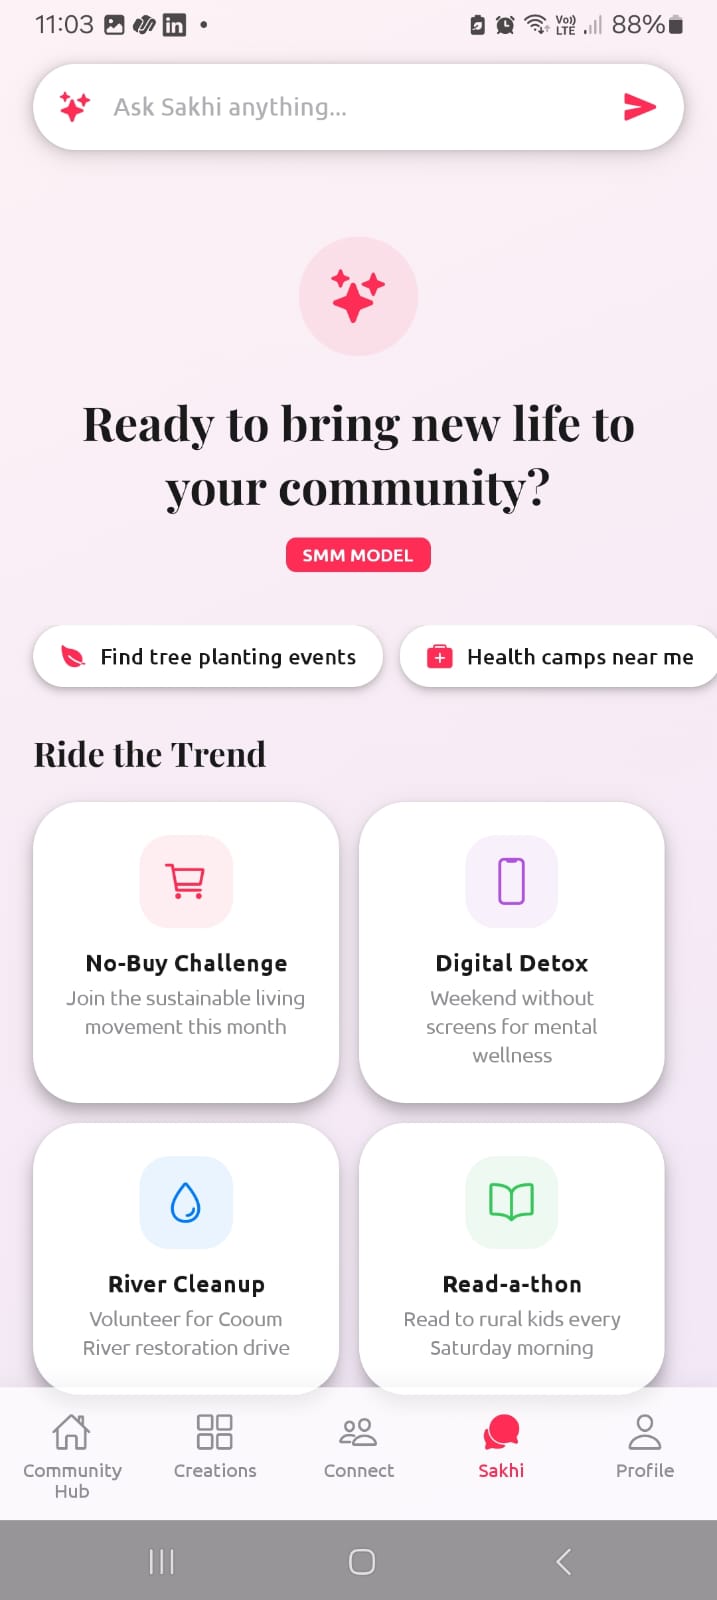 11:03
Vo))
LTE
88%
Ask Sakhi anything...
Ready to bring new life to
your community?
SMM MODEL
Find tree planting events
Health camps near me
Ride the Trend
No-Buy Challenge
Join the sustainable living
movement this month
Digital Detox
Weekend without
screens for mental
wellness
River Cleanup
Volunteer for Cooum
River restoration drive
Read-a-thon
Read to rural kids every
Saturday morning
Community
Hub
Creations
Connect
Sakhi
Profile